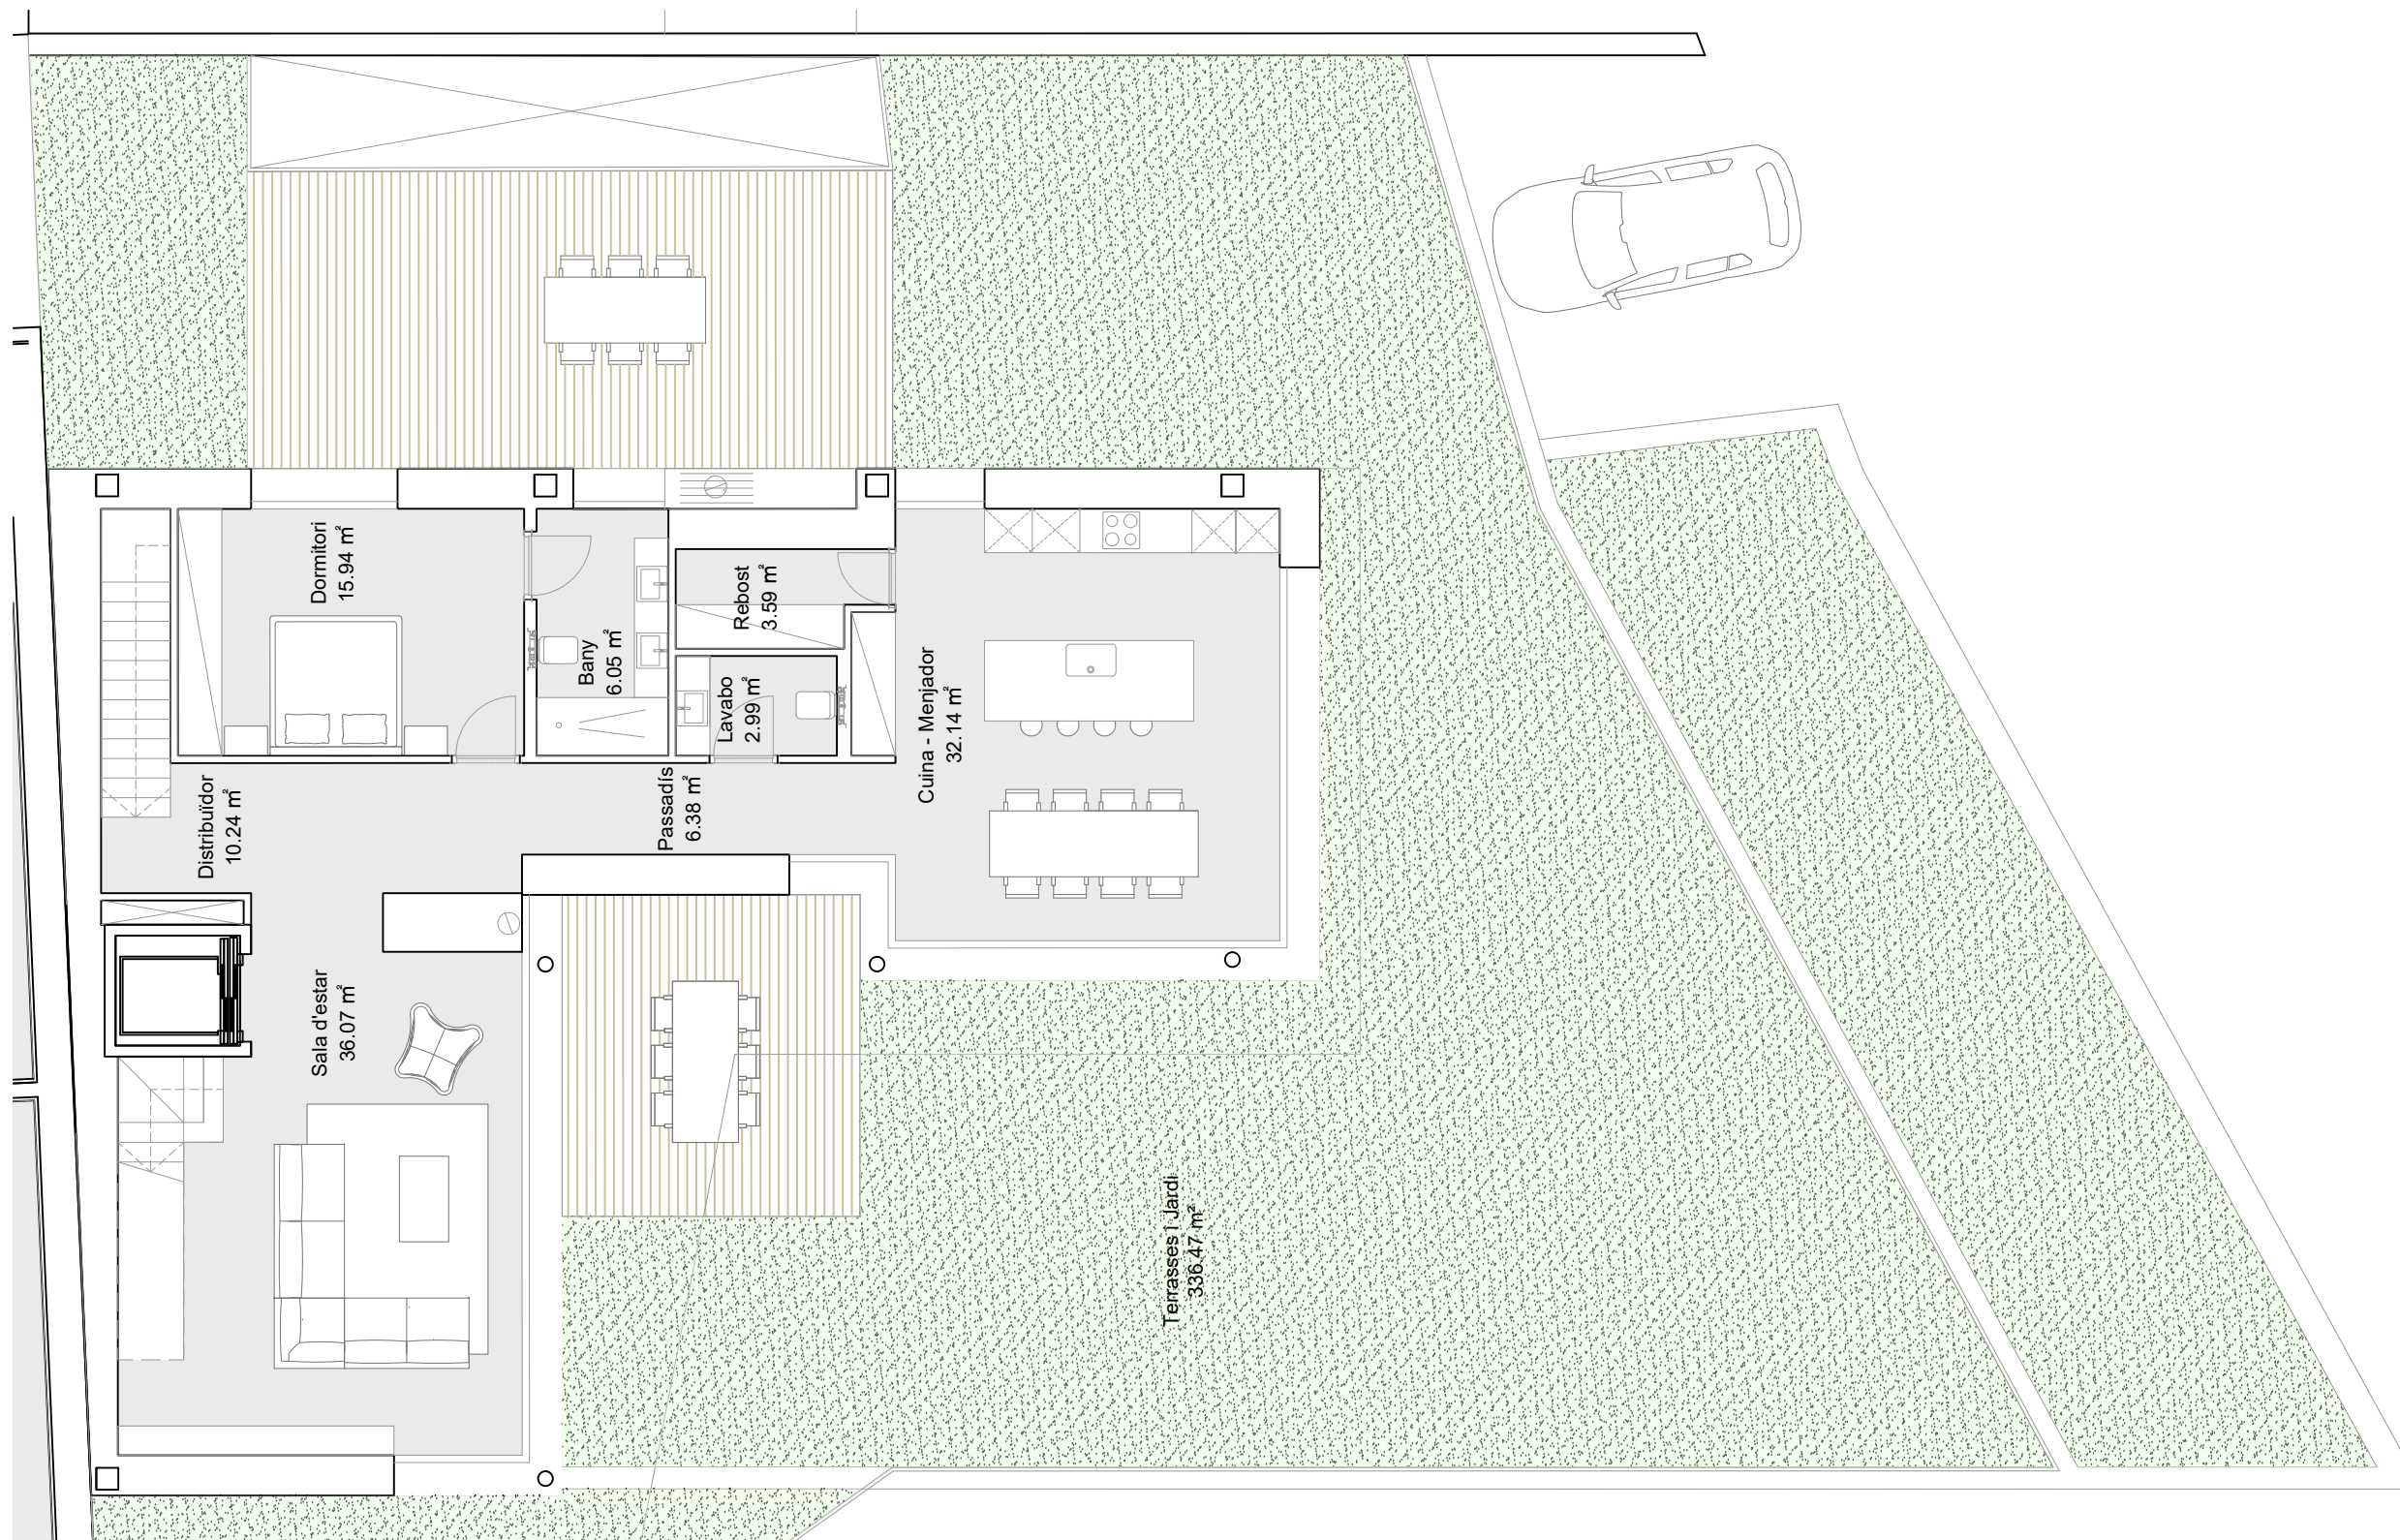 Dormitori
15.94 m²
Bany
6.05 m²
Rebost
3.59 m²
Lavabo
2.99 m²
Cuina - Menjador
32.14 m²
Distribuïdor
10.24 m²
Passadís
6.38 m²
Sala d'estar
36.07 m²
Terrasses i Jardi
336.47 m²